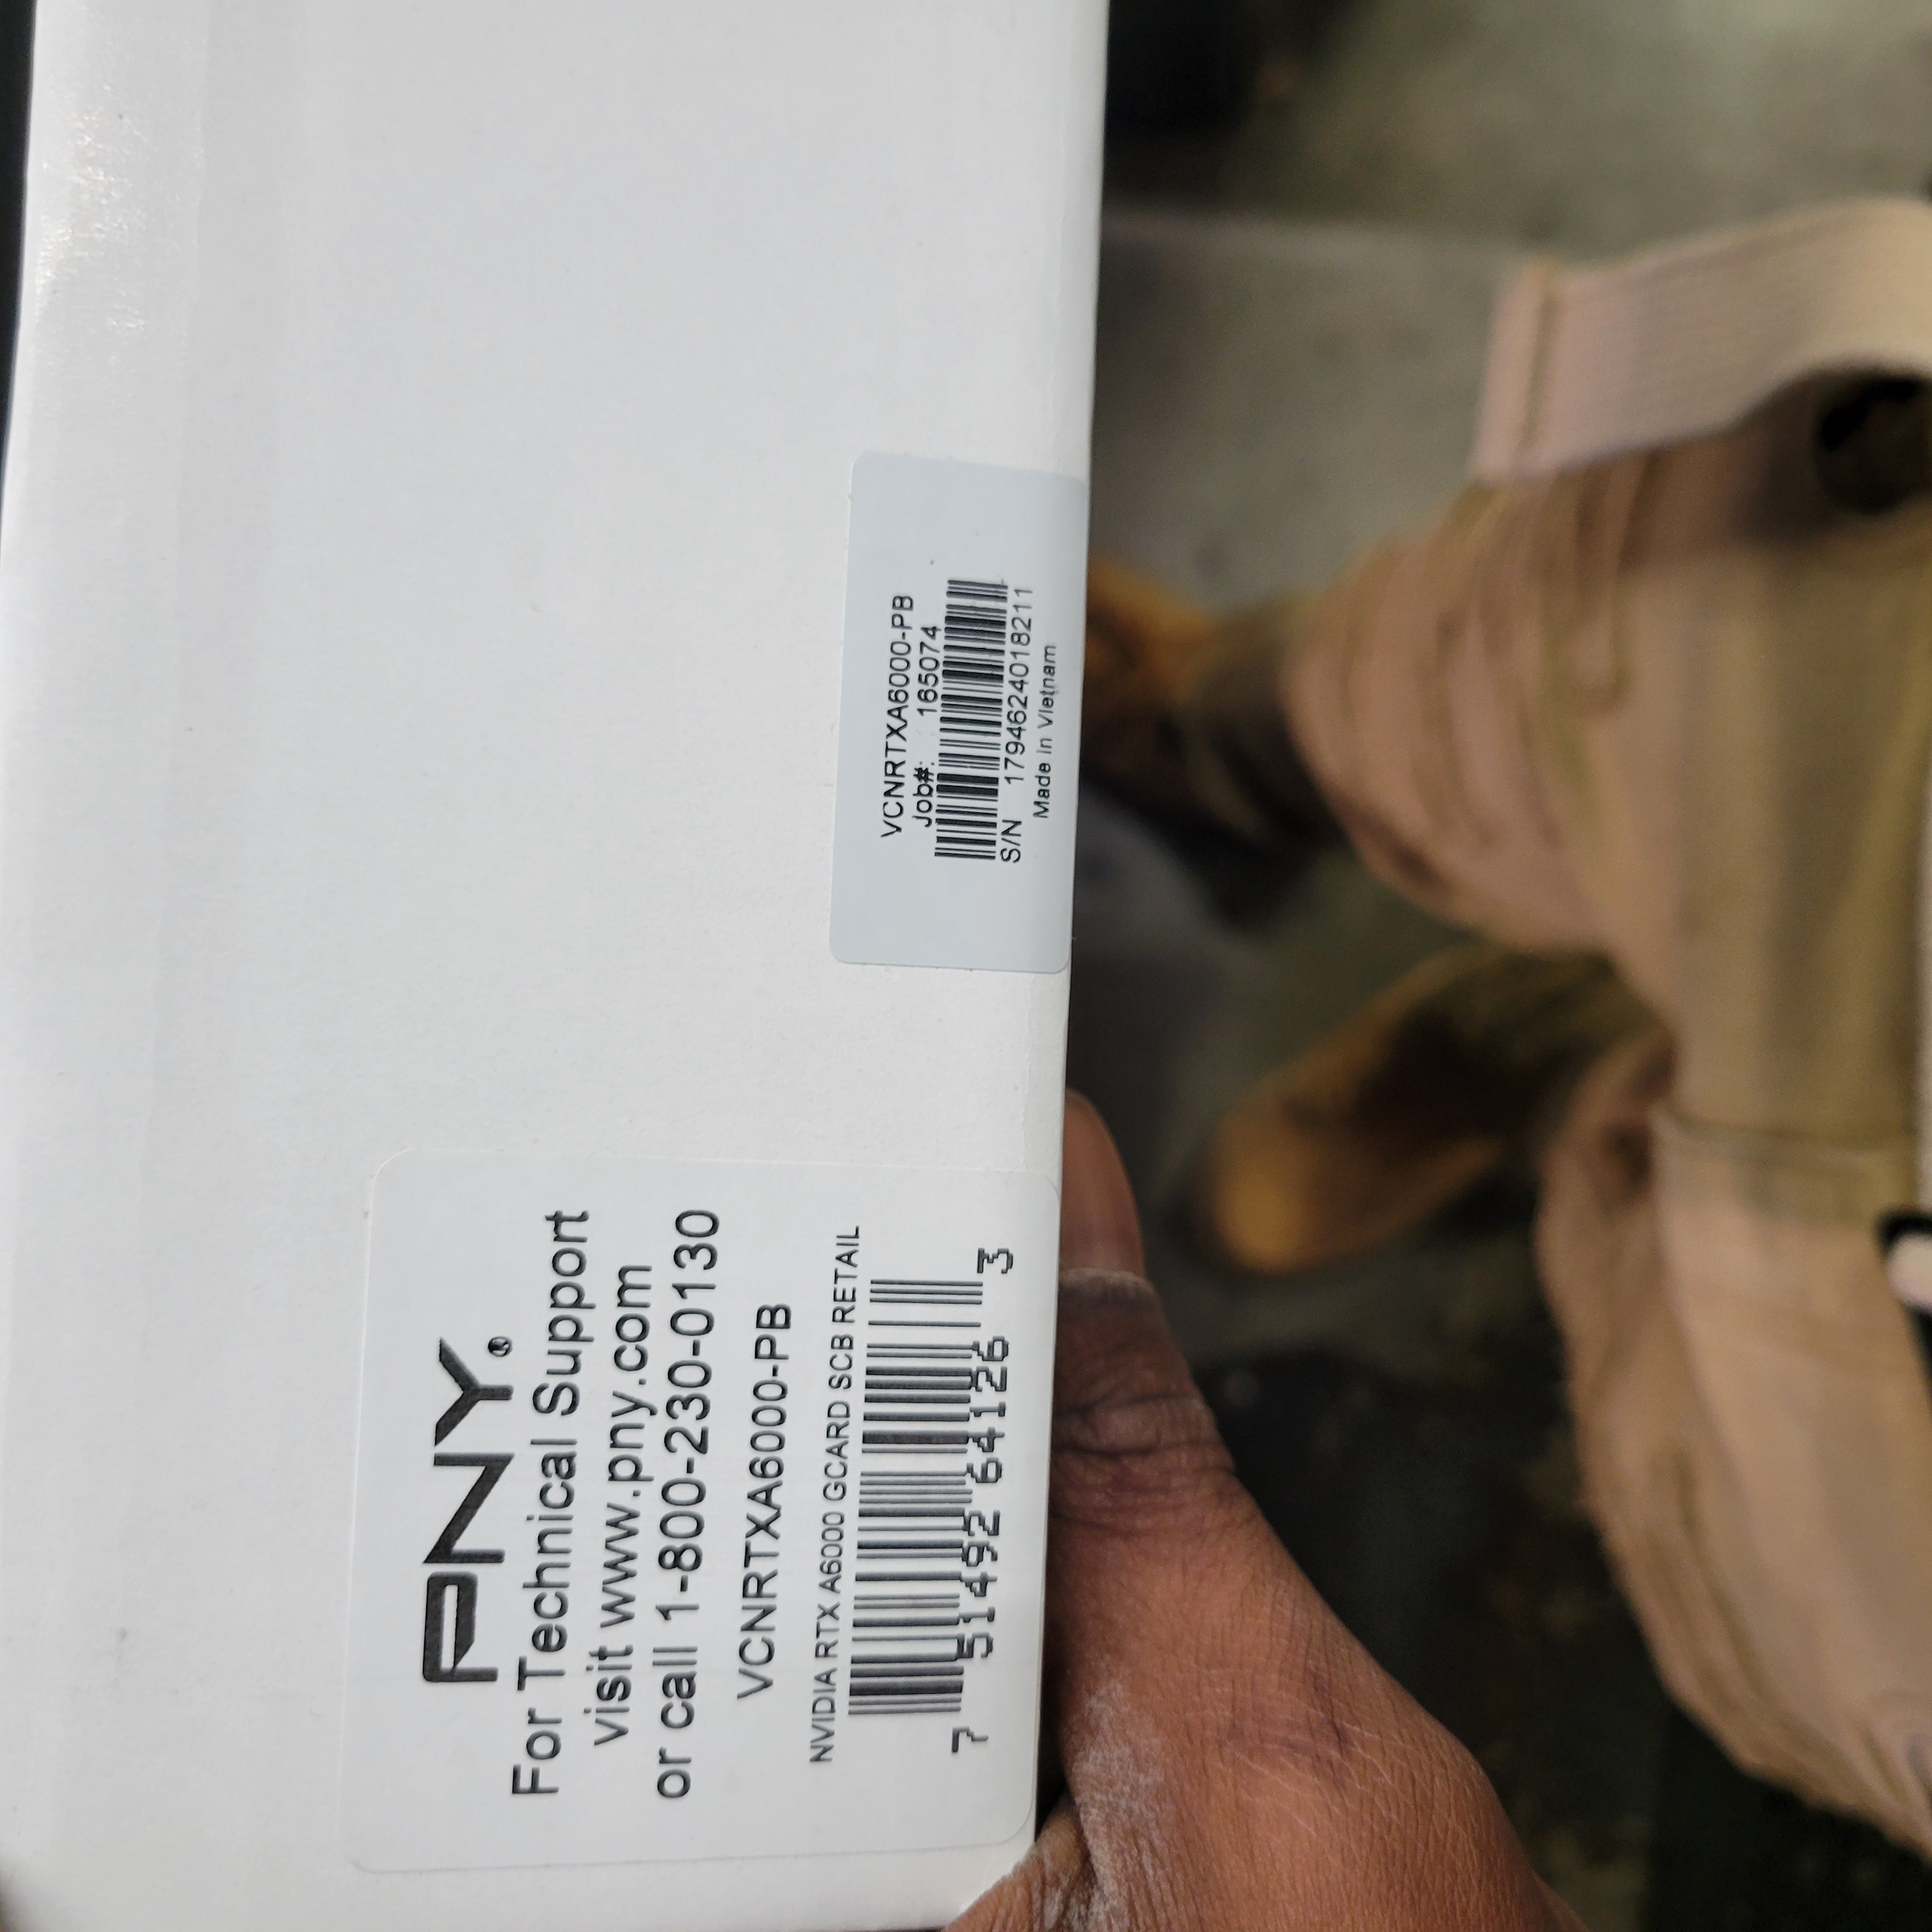 PNY®
For Technical Support
visit www.pny.com
or call 1-800-230-0130
VCNRTXA6000-PB
NVIDIA RTX A6000 GCARD SCB RETAIL
7 51492 64126 3
VCNRTXA6000-PB
Job#: 165074
S/N 1794624018211
Made in Vietnam